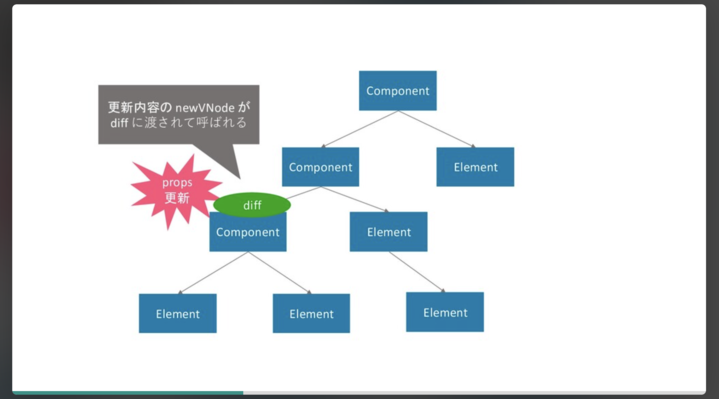 Component
更新内容の newVNode が
diff に渡されて呼ばれる
Component
Element
props
更新
diff
Component
Element
Element
Element
Element